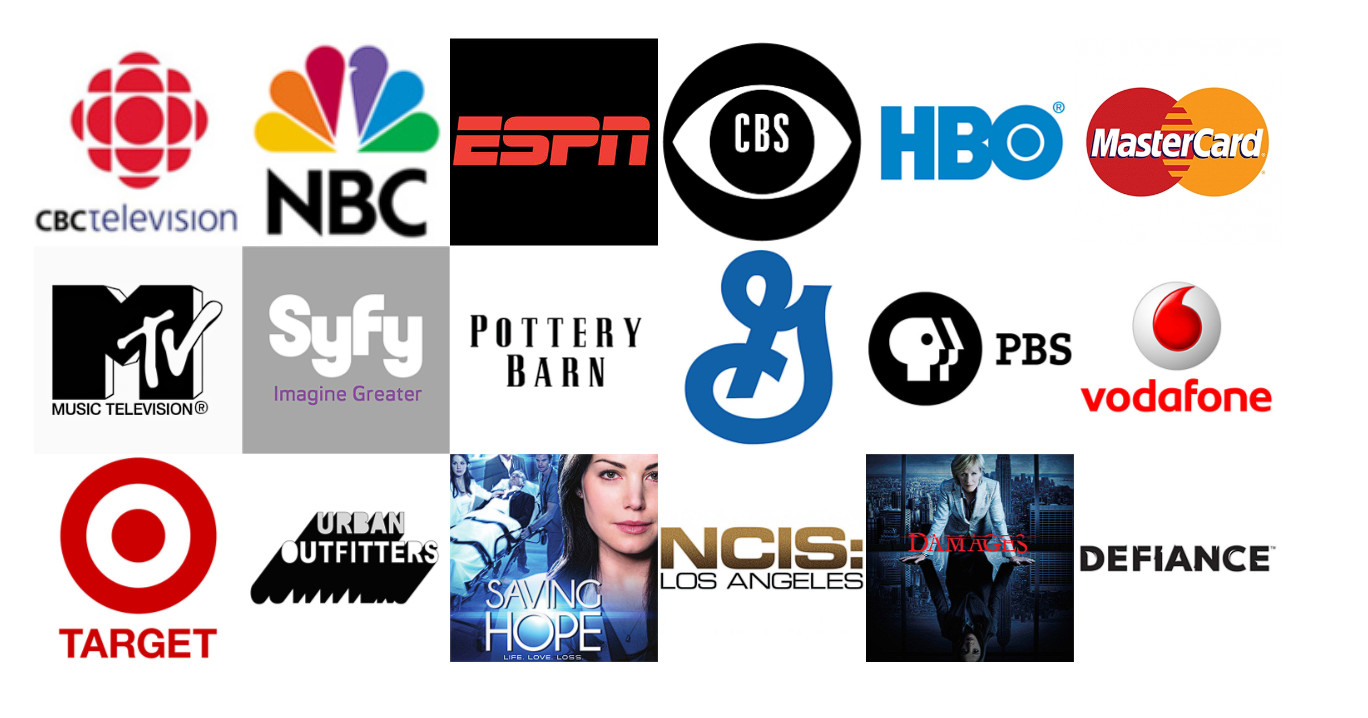 CBCtelevision
NBC
ESPN
CBS
HBO®
MasterCard
MTV
MUSIC TELEVISION®
Syfy
Imagine Greater
POTTERY
BARN
G
PBS
vodafone
TARGET
URBAN
OUTFITTERS
SAVING
HOPE
LIFE. LOVE. LOSS.
NCIS:
LOS ANGELES
DAMAGES
DEFIANCE™